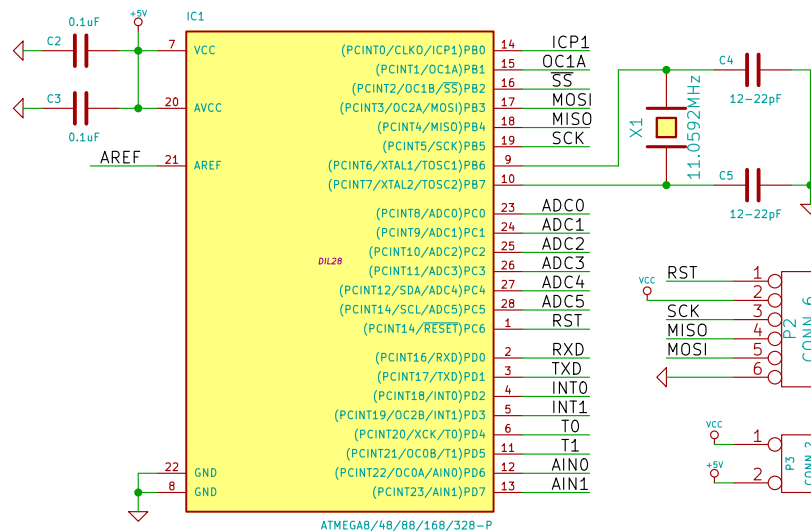 +5V
IC1
0.1uF
C2
7
VCC
C3
20
AVCC
0.1uF
AREF
21
AREF
(PCINT0/CLKO/ICP1)PB0 14 ICP1
(PCINT1/OC1A)PB1 15 OC1A
(PCINT2/OC1B/SS)PB2 16 SS
(PCINT3/OC2A/MOSI)PB3 17 MOSI
(PCINT4/MISO)PB4 18 MISO
(PCINT5/SCK)PB5 19 SCK
(PCINT6/XTAL1/TOSC1)PB6 9
(PCINT7/XTAL2/TOSC2)PB7 10
(PCINT8/ADC0)PC0 23 ADC0
(PCINT9/ADC1)PC1 24 ADC1
(PCINT10/ADC2)PC2 25 ADC2
(PCINT11/ADC3)PC3 26 ADC3
(PCINT12/SDA/ADC4)PC4 27 ADC4
(PCINT14/SCL/ADC5)PC5 28 ADC5
(PCINT14/RESET)PC6 1 RST
(PCINT16/RXD)PD0 2 RXD
(PCINT17/TXD)PD1 3 TXD
(PCINT18/INT0)PD2 4 INT0
(PCINT19/OC2B/INT1)PD3 5 INT1
(PCINT20/XCK/T0)PD4 6 T0
(PCINT21/OC0B/T1)PD5 11 T1
(PCINT22/OC0A/AIN0)PD6 12 AIN0
(PCINT23/AIN1)PD7 13 AIN1
DIL28
22 GND
8 GND
ATMEGA8/48/88/168/328-P
X1
11.0592MHz
C4
12-22pF
C5
12-22pF
RST 1
VCC 2
SCK 3
MISO 4
MOSI 5
6
P2
CONN_6
VCC 1
+5V 2
P3
CONN_2